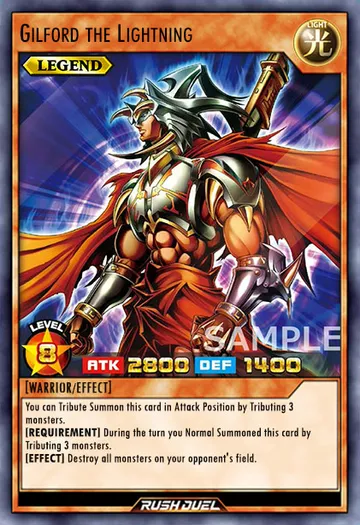 Gilford the Lightning
LIGHT
光
LEGEND
SAMPLE
LEVEL
8
ATK 2800 DEF 1400
[WARRIOR/EFFECT]
You can Tribute Summon this card in Attack Position by Tributing 3
monsters.
[REQUIREMENT] During the turn you Normal Summoned this card by
Tributing 3 monsters.
[EFFECT] Destroy all monsters on your opponent's field.
RUSH DUEL